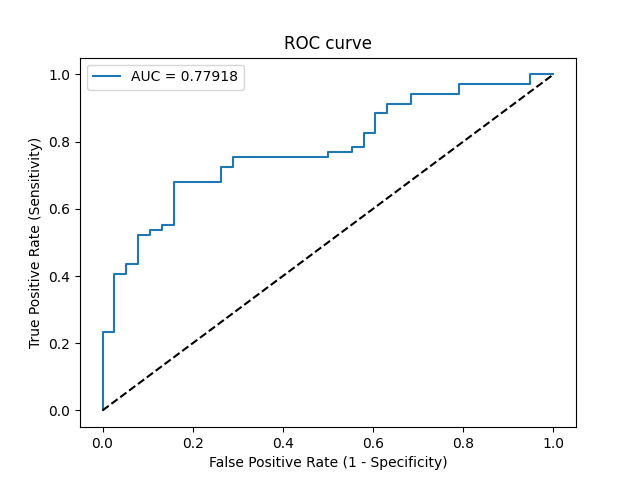 ROC curve
AUC = 0.77918
1.0
0.8
0.6
0.4
0.2
0.0
True Positive Rate (Sensitivity)
0.0 0.2 0.4 0.6 0.8 1.0
False Positive Rate (1 - Specificity)